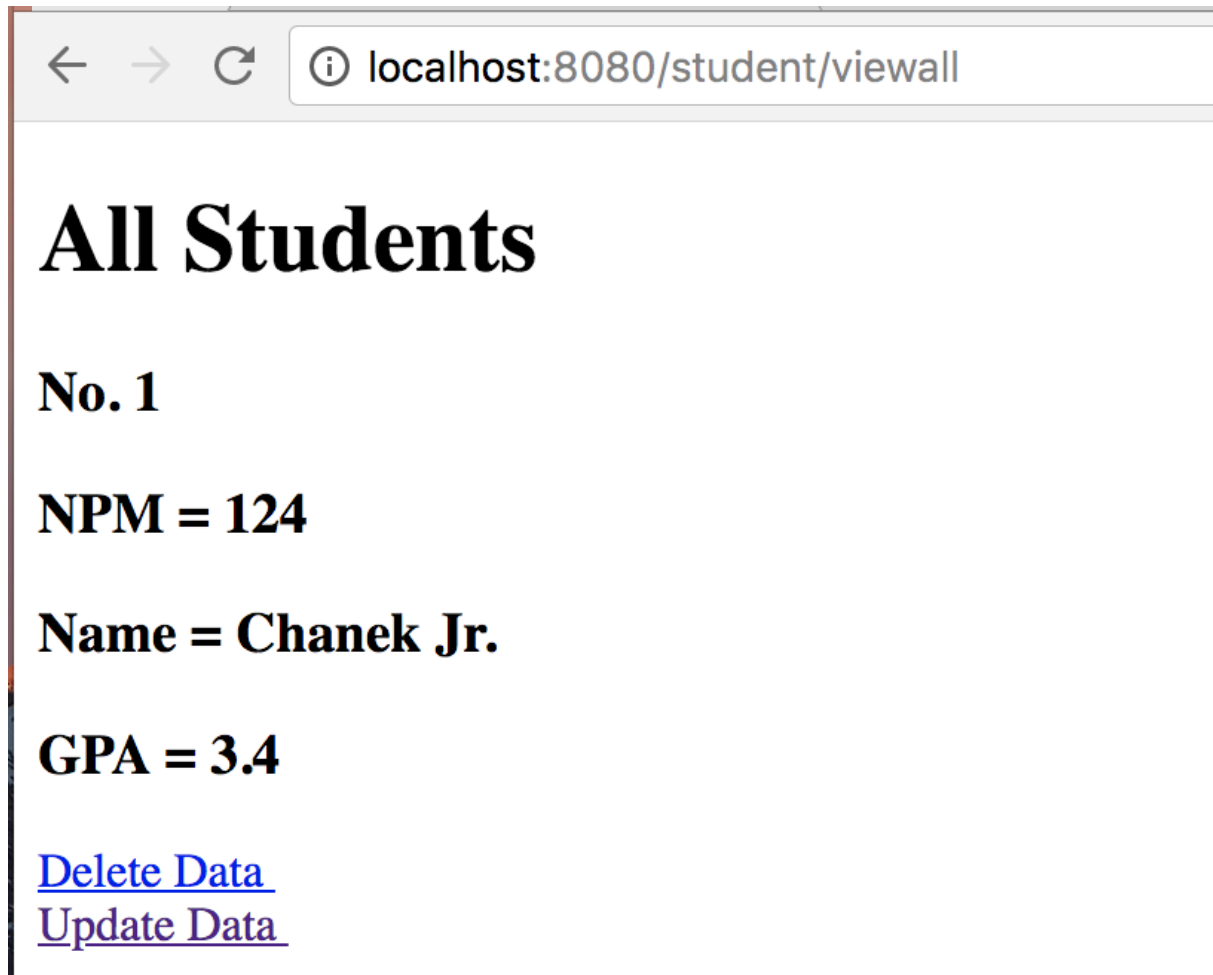 localhost:8080/student/viewall
All Students
No. 1
NPM = 124
Name = Chanek Jr.
GPA = 3.4
Delete Data
Update Data